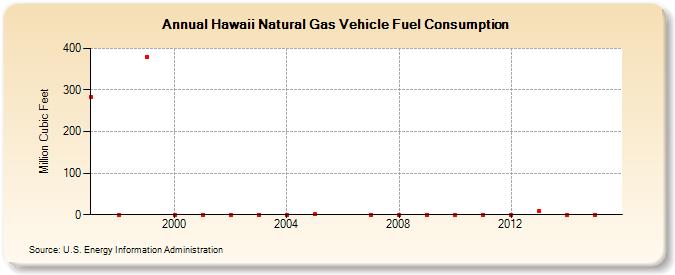 Annual Hawaii Natural Gas Vehicle Fuel Consumption
Million Cubic Feet
400
300
200
100
0
2000 2004 2008 2012
Source: U.S. Energy Information Administration